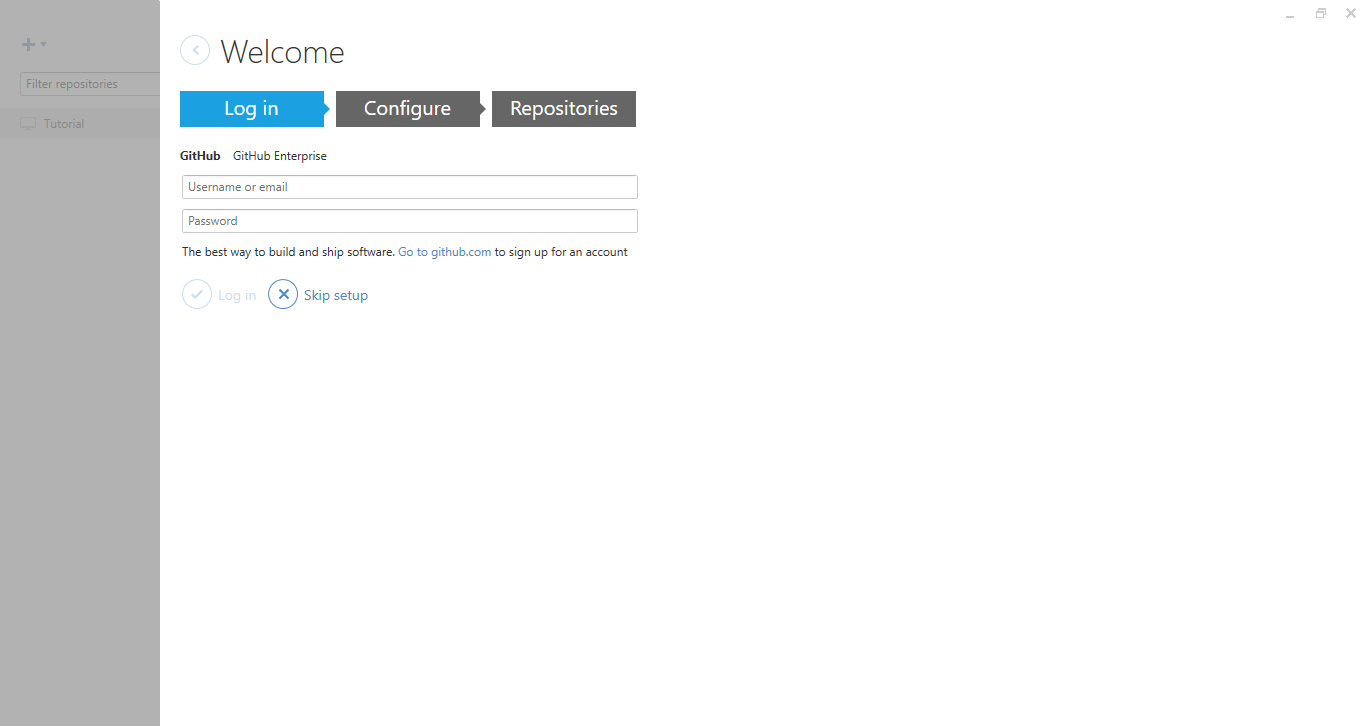 Welcome
Filter repositories
Tutorial
Log in
Configure
Repositories
GitHub GitHub Enterprise
Username or email
Password
The best way to build and ship software. Go to github.com to sign up for an account
Log in
Skip setup